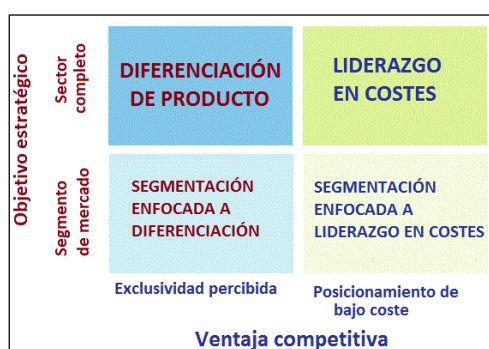 Objetivo estratégico
Sector
completo
DIFERENCIACIÓN
DE PRODUCTO
LIDERAZGO
EN COSTES
Segmento
de mercado
SEGMENTACIÓN
ENFOCADA A
DIFERENCIACIÓN
SEGMENTACIÓN
ENFOCADA A
LIDERAZGO EN COSTES
Exclusividad percibida
Posicionamiento de
bajo coste
Ventaja competitiva